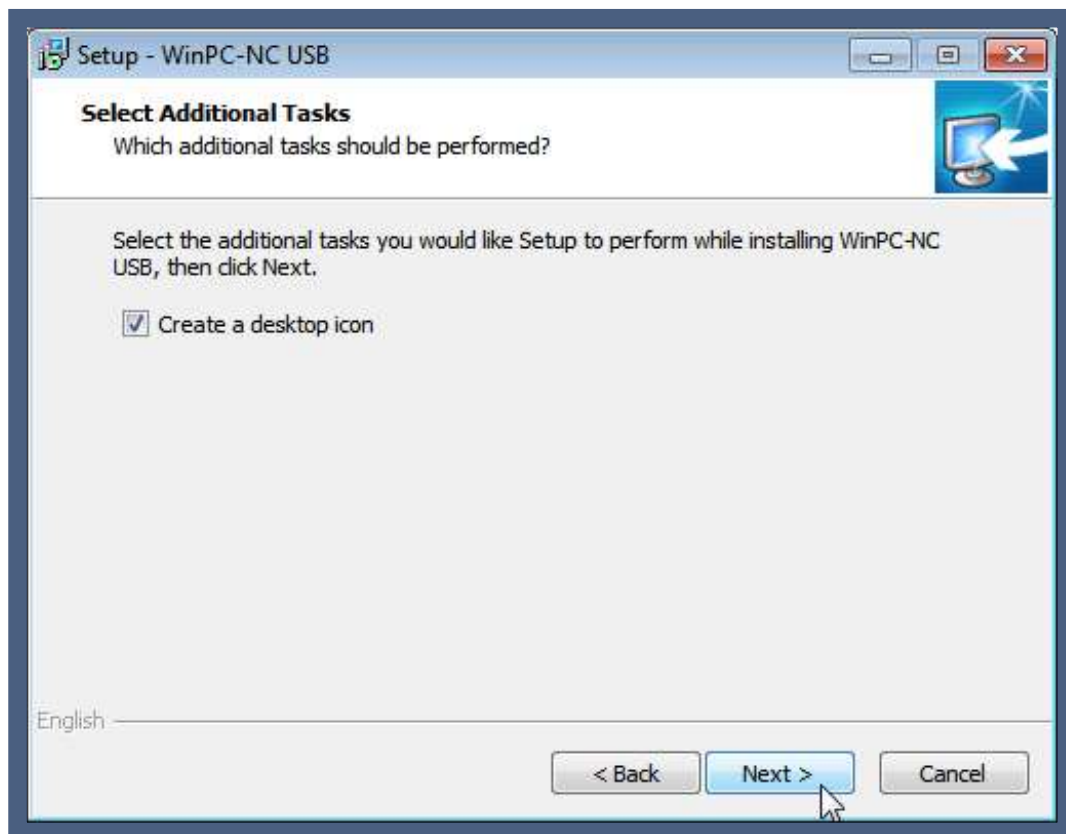 Setup - WinPC-NC USB
Select Additional Tasks
Which additional tasks should be performed?
Select the additional tasks you would like Setup to perform while installing WinPC-NC
USB, then click Next.
Create a desktop icon
English
< Back Next > Cancel